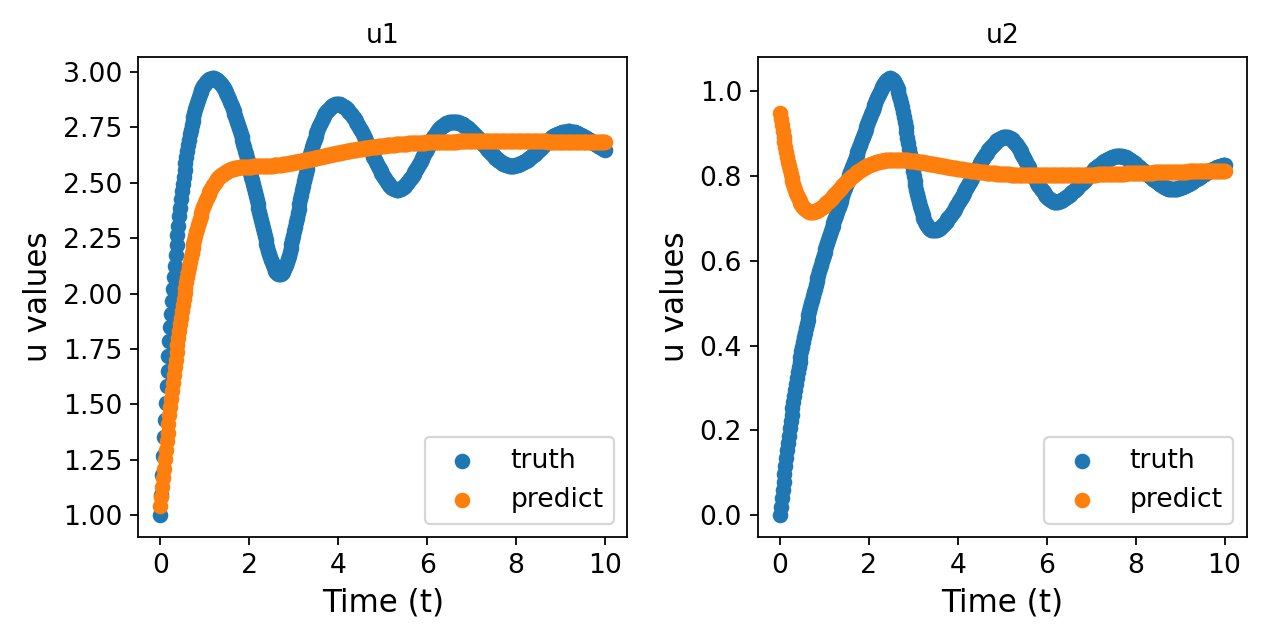 u1
u values
3.00
2.75
2.50
2.25
2.00
1.75
1.50
1.25
1.00
truth
predict
0 2 4 6 8 10
Time (t)
u2
u values
1.0
0.8
0.6
0.4
0.2
0.0
truth
predict
0 2 4 6 8 10
Time (t)